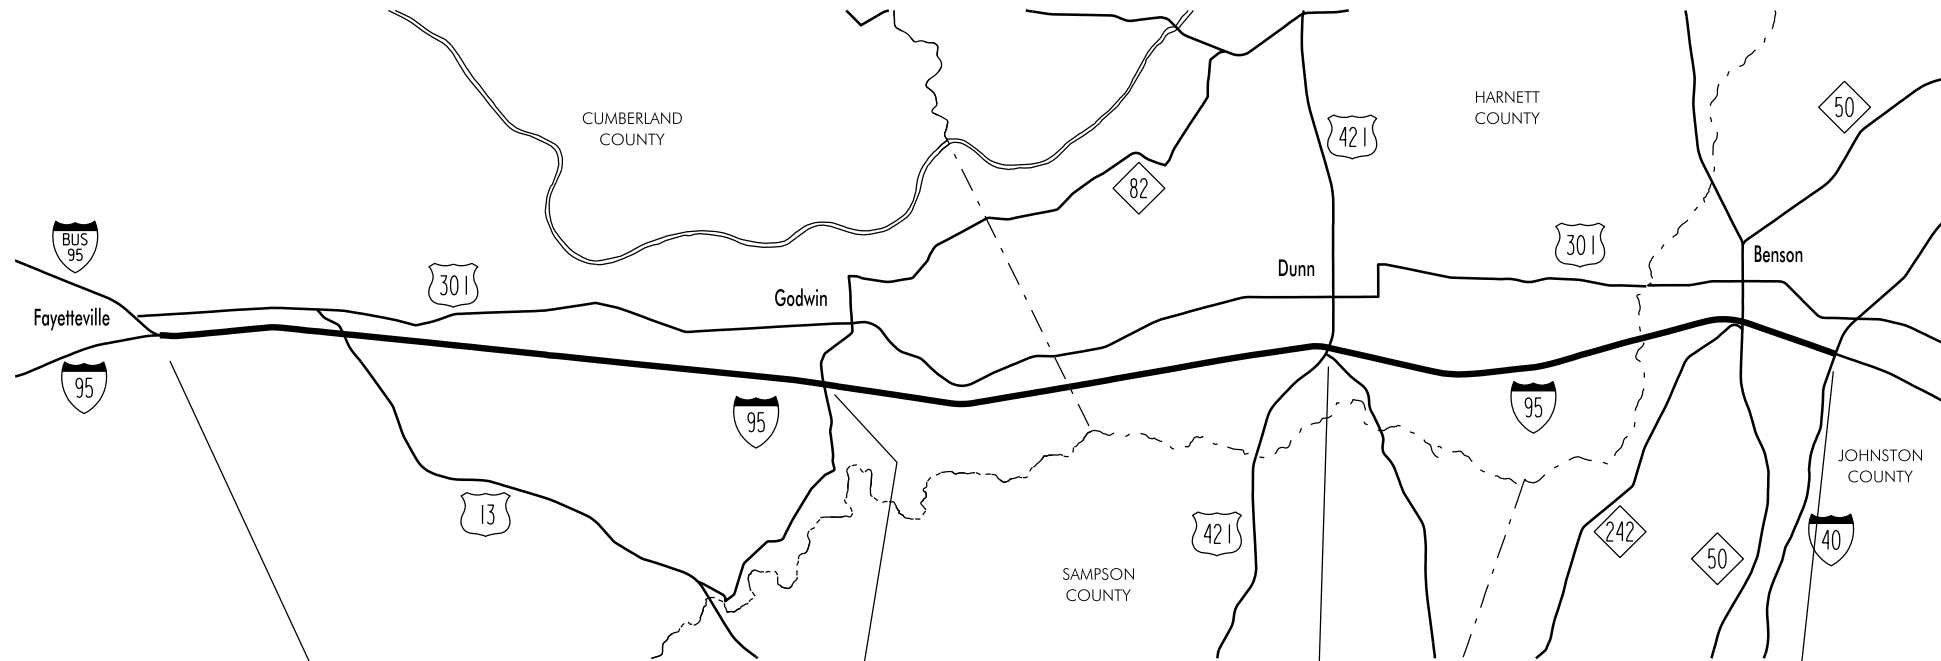 CUMBERLAND
COUNTY
HARNETT
COUNTY
50
421
82
BUS
95
301
Fayetteville
95
Godwin
Dunn
301
Benson
95
95
13
421
SAMPSON
COUNTY
242
50
JOHNSTON
COUNTY
40